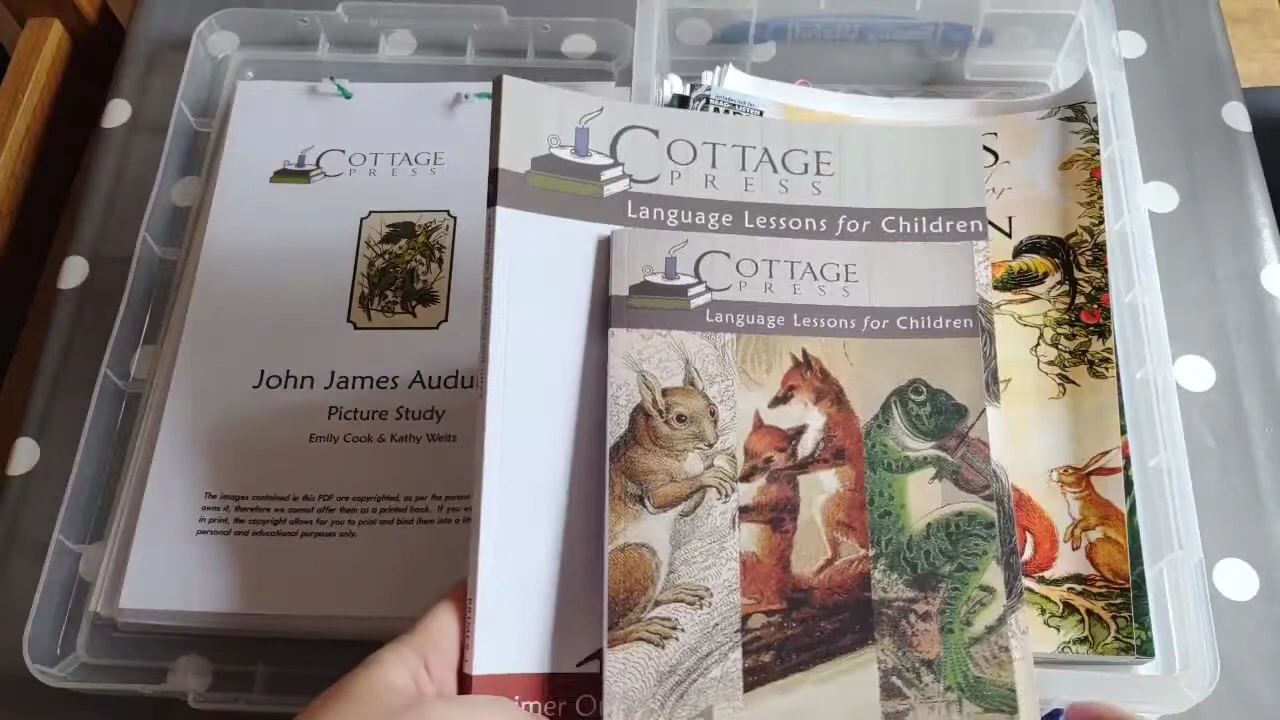 COTTAGE
PRESS
John James Audu
Picture Study
Emily Cook & Kathy Weitz
The images contained in this PDF are copyrighted, as per the person
owns it, therefore we cannot offer them as a printed book. If you
in print, the copyright allows for you to print and bind them into a
personal and educational purposes only.
COTTAGE
PRESS
Language Lessons for Children
COTTAGE
PRESS
Language Lessons for Children
imer O
READ LISTEN
S
N